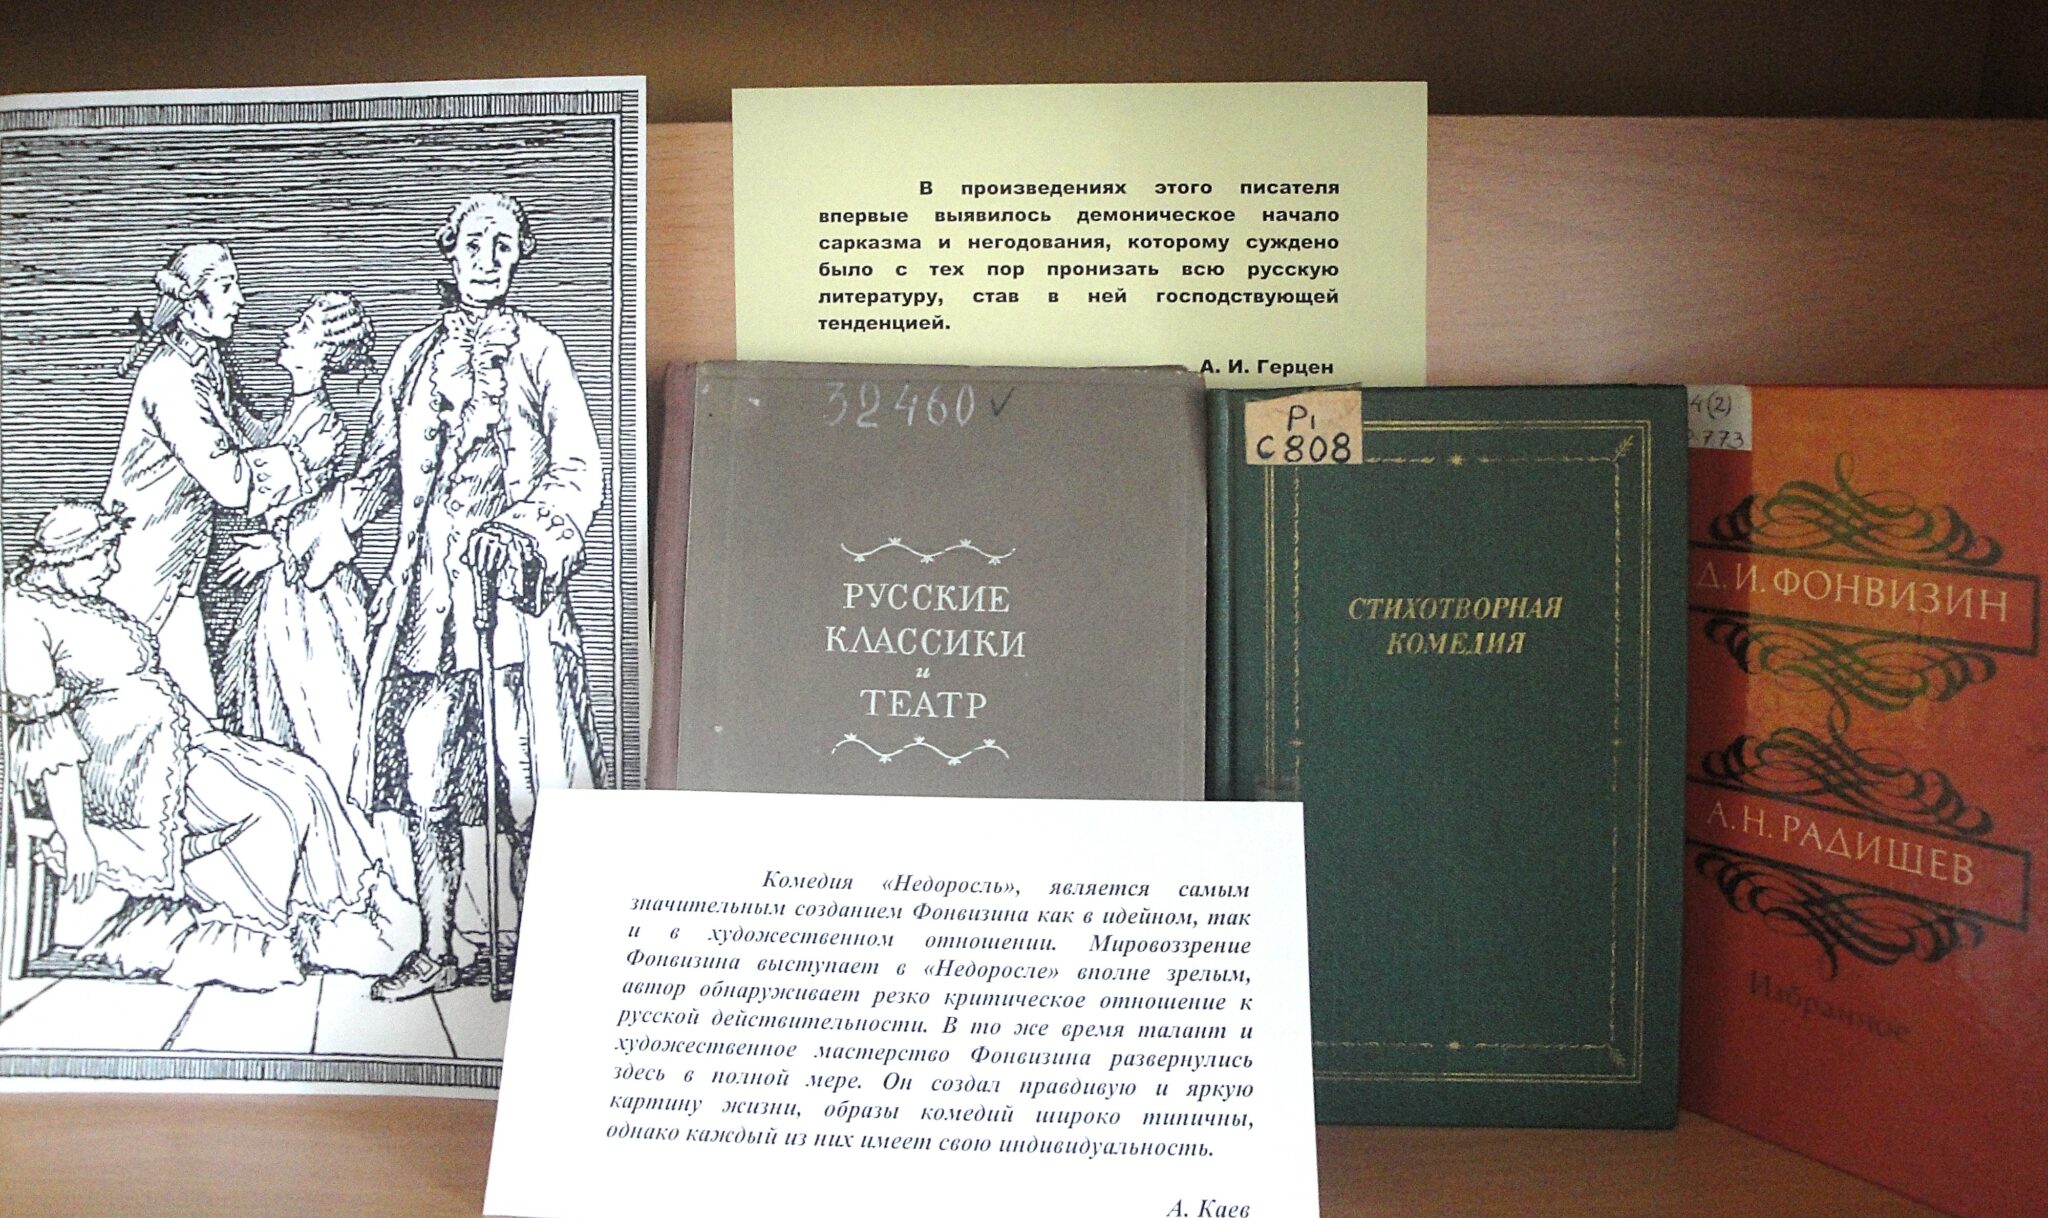 В произведениях этого писателя
впервые выявилось демоническое начало
сарказма и негодования, которому суждено
было с тех пор пронизать всю русскую
литературу, став в ней господствующей
тенденцией.
А. И. Герцен
32460
РУССКИЕ
КЛАССИКИ
и
ТЕАТР
Р1
С808
СТИХОТВОРНАЯ
КОМЕДИЯ
4(2)
773
Д. И. ФОНВИЗИН
А. Н. РАДИЩЕВ
Избранное
Комедия «Недоросль», является самым
значительным созданием Фонвизина как в идейном, так
и в художественном отношении. Мировоззрение
Фонвизина выступает в «Недоросле» вполне зрелым,
автор обнаруживает резко критическое отношение к
русской действительности. В то же время талант и
художественное мастерство Фонвизина развернулись
здесь в полной мере. Он создал правдивую и яркую
картину жизни, образы комедий широко типичны,
однако каждый из них имеет свою индивидуальность.
А. Каев